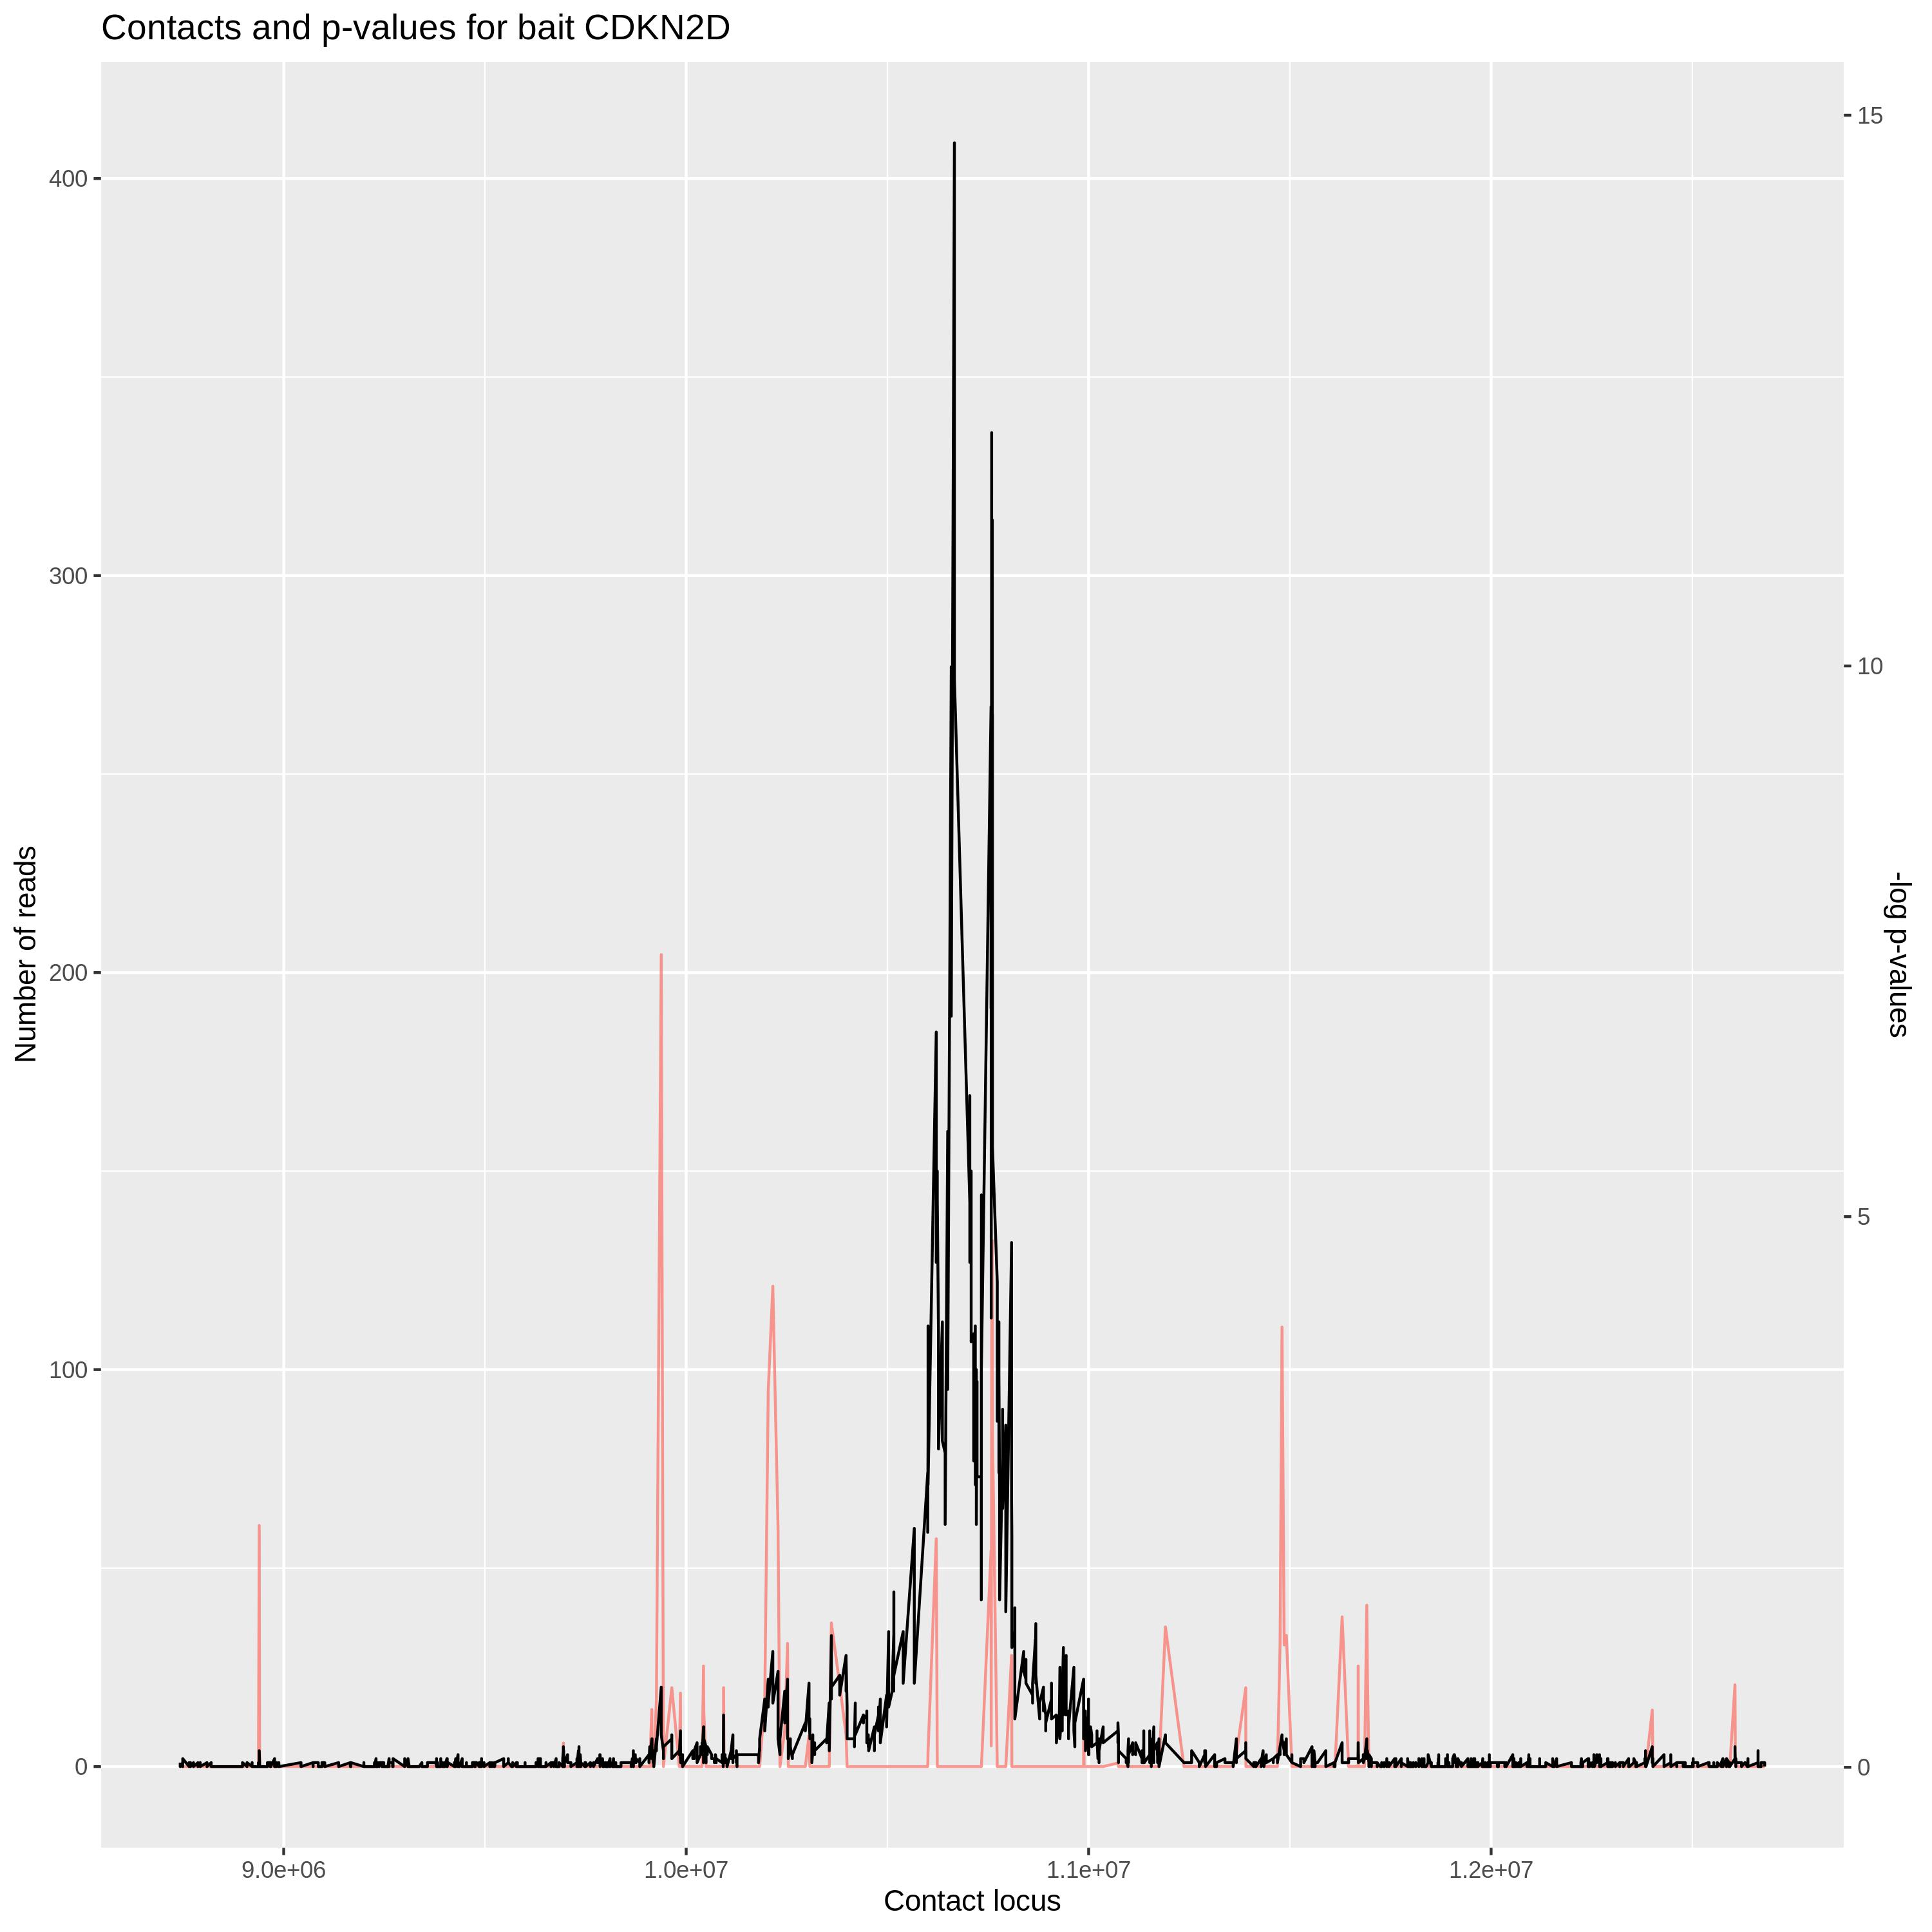 Contacts and p-values for bait CDKN2D
400
300
200
100
0
15
10
5
0
Number of reads
-log p-values
9.0e+06
1.0e+07
1.1e+07
1.2e+07
Contact locus